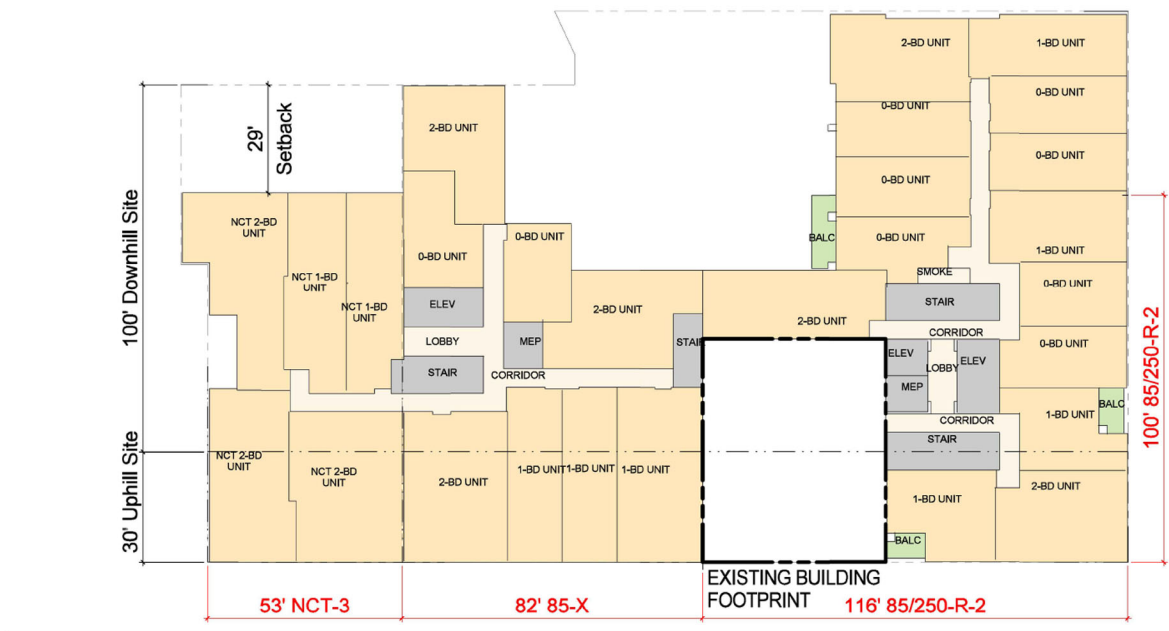 2-BD UNIT
1-BD UNIT
0-BD UNIT
0-BD UNIT
0-BD UNIT
0-BD UNIT
0-BD UNIT
BALC
0-BD UNIT
1-BD UNIT
SMOKE
0-BD UNIT
STAIR
2-BD UNIT
CORRIDOR
0-BD UNIT
ELEV
LOBBY
ELEV
MEP
BALC
1-BD UNIT
CORRIDOR
STAIR
2-BD UNIT
1-BD UNIT
BALC
29'
Setback
100' Downhill Site
30' Uphill Site
2-BD UNIT
NCT 2-BD
UNIT
NCT 1-BD
UNIT
NCT 1-BD
UNIT
0-BD UNIT
0-BD UNIT
ELEV
2-BD UNIT
LOBBY
MEP
STAIR
STAIR
CORRIDOR
NCT 2-BD
UNIT
NCT 2-BD
UNIT
2-BD UNIT
1-BD UNIT
1-BD UNIT
1-BD UNIT
EXISTING BUILDING
FOOTPRINT
100' 85/250-R-2
53' NCT-3
82' 85-X
116' 85/250-R-2